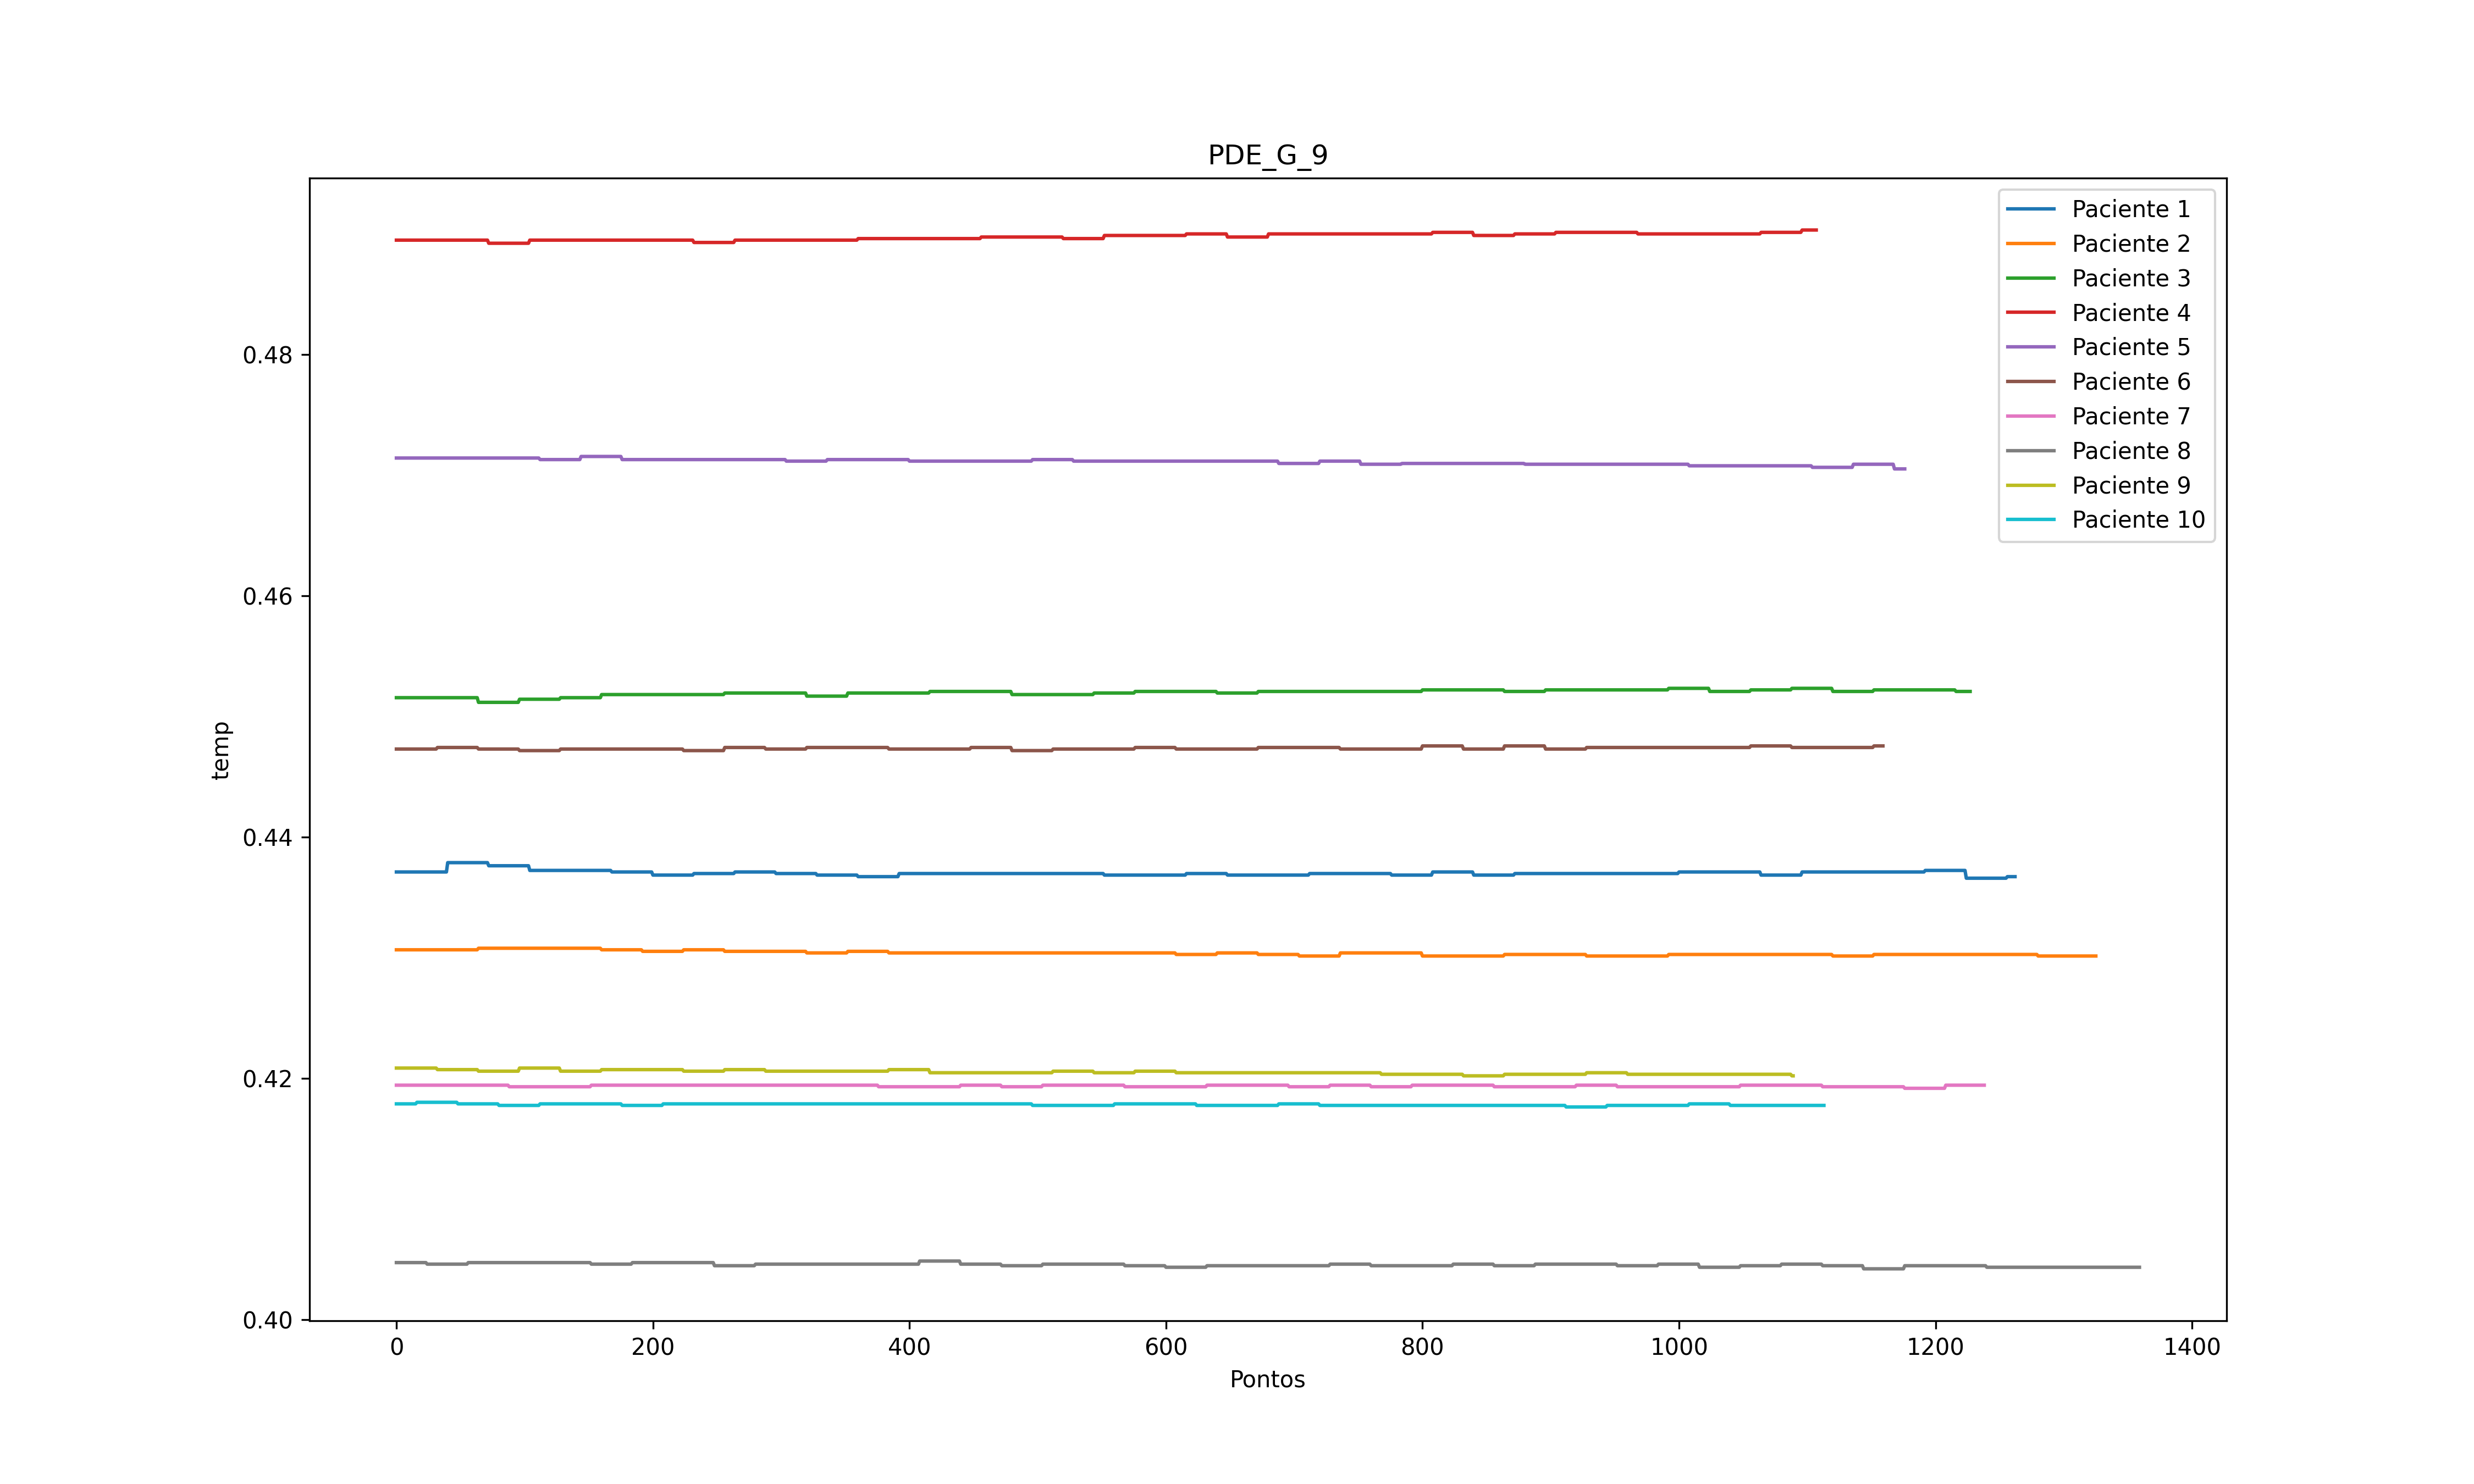 PDE_G_9
Paciente 1
Paciente 2
Paciente 3
Paciente 4
Paciente 5
Paciente 6
Paciente 7
Paciente 8
Paciente 9
Paciente 10
0.48
0.46
0.44
0.42
0.40
temp
0 200 400 600 800 1000 1200 1400
Pontos